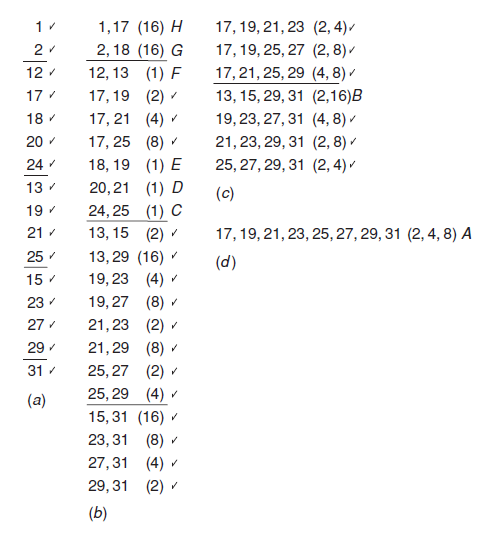 1 ✓
2 ✓
12 ✓
17 ✓
18 ✓
20 ✓
24 ✓
13 ✓
19 ✓
21 ✓
25 ✓
15 ✓
23 ✓
27 ✓
29 ✓
31 ✓
(a)
1, 17 (16) H
2, 18 (16) G
12, 13 (1) F
17, 19 (2) ✓
17, 21 (4) ✓
17, 25 (8) ✓
18, 19 (1) E
20, 21 (1) D
24, 25 (1) C
13, 15 (2) ✓
13, 29 (16) ✓
19, 23 (4) ✓
19, 27 (8) ✓
21, 23 (2) ✓
21, 29 (8) ✓
25, 27 (2) ✓
25, 29 (4) ✓
15, 31 (16) ✓
23, 31 (8) ✓
27, 31 (4) ✓
29, 31 (2) ✓
(b)
17, 19, 21, 23 (2, 4) ✓
17, 19, 25, 27 (2, 8) ✓
17, 21, 25, 29 (4, 8) ✓
13, 15, 29, 31 (2, 16) B
19, 23, 27, 31 (4, 8) ✓
21, 23, 29, 31 (2, 8) ✓
25, 27, 29, 31 (2, 4) ✓
(c)
17, 19, 21, 23, 25, 27, 29, 31 (2, 4, 8) A
(d)